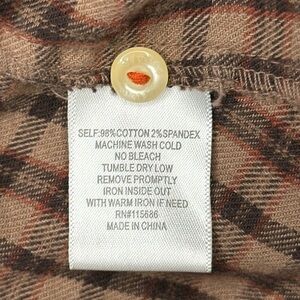 SELF:98%COTTON 2%SPANDEX
MACHINE WASH COLD
NO BLEACH
TUMBLE DRY LOW
REMOVE PROMPTLY
IRON INSIDE OUT
WITH WARM IRON IF NEED
RN#115686
MADE IN CHINA